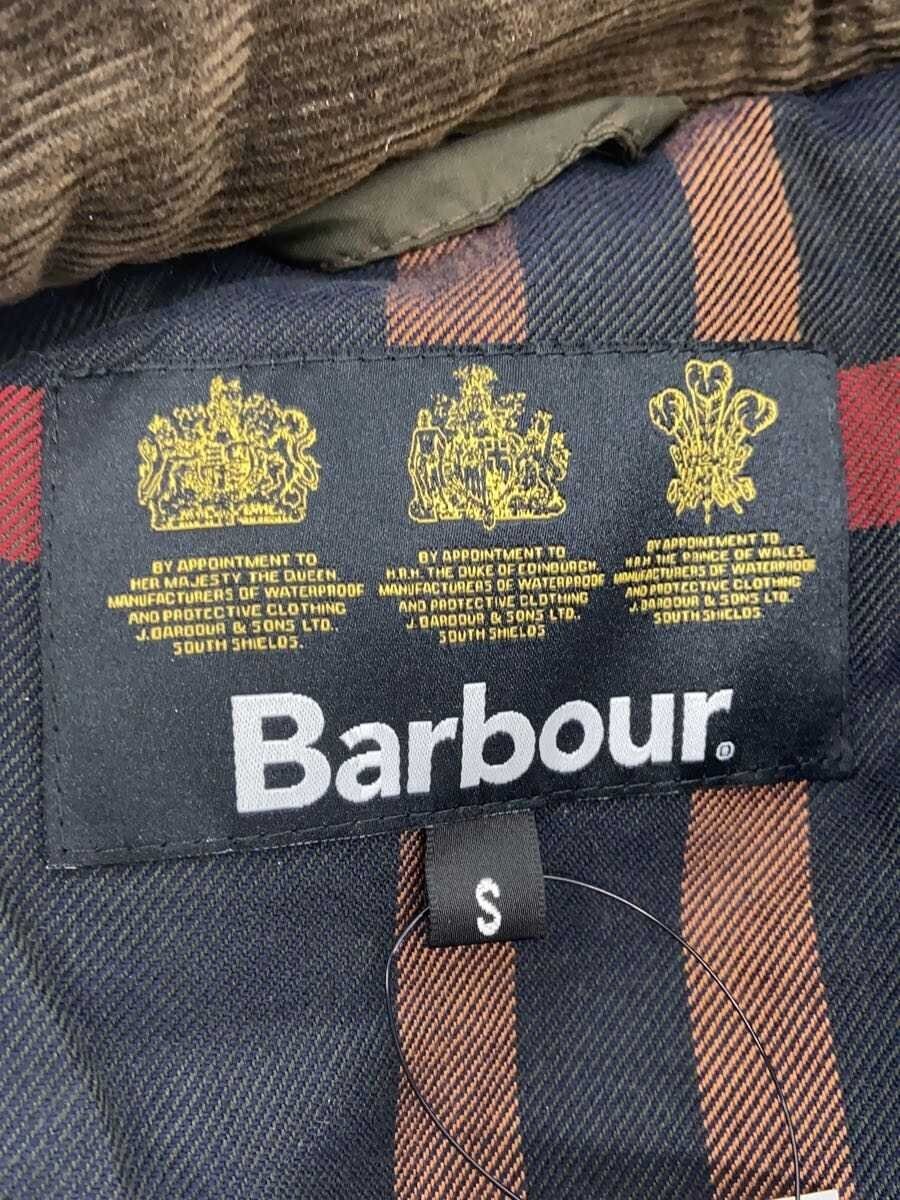 BY APPOINTMENT TO
HER MAJESTY THE QUEEN
MANUFACTURERS OF WATERPROOF
AND PROTECTIVE CLOTHING
J. BARBOUR & SONS LTD.,
SOUTH SHIELDS.
BY APPOINTMENT TO
H.R.H. THE DUKE OF EDINBURGH
MANUFACTURERS OF WATERPROOF
AND PROTECTIVE CLOTHING
J. BARBOUR & SONS LTD.,
SOUTH SHIELDS
BY APPOINTMENT TO
H.R.H. THE PRINCE OF WALES.
MANUFACTURERS OF WATERPROOF
AND PROTECTIVE CLOTHING
J. BARBOUR & SONS LTD.
SOUTH SHIELDS
Barbour®
S